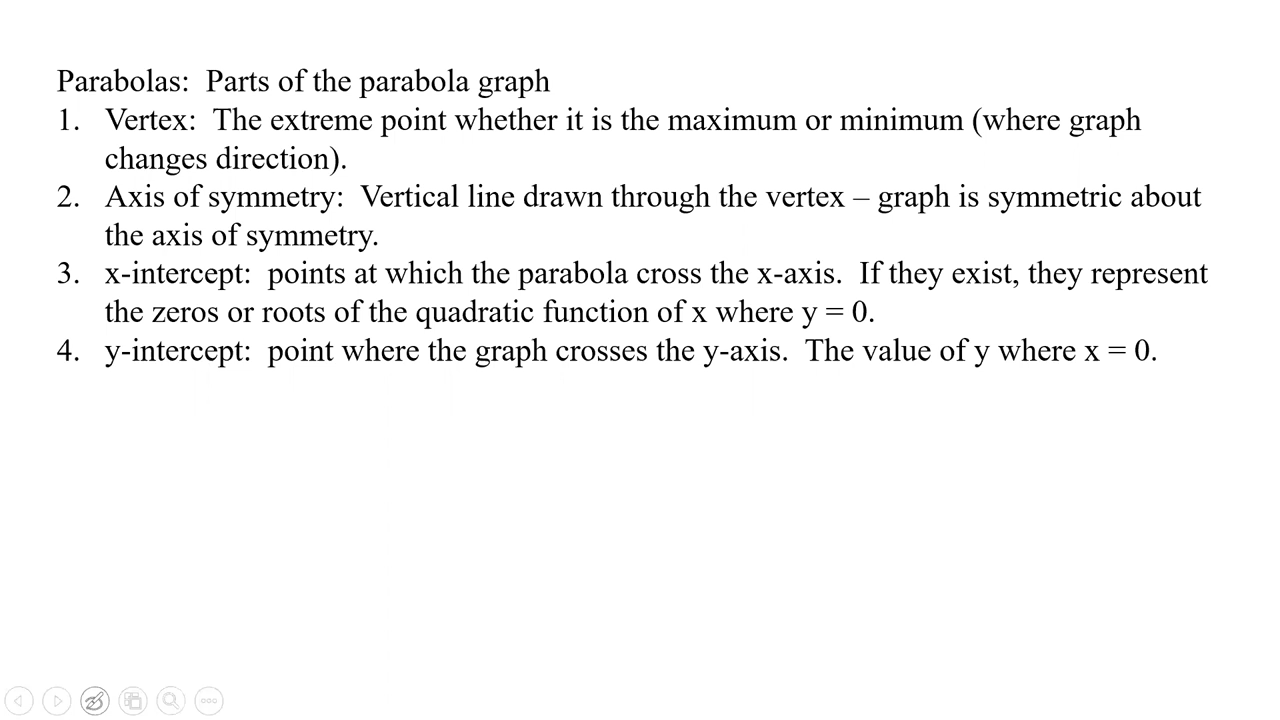 Parabolas:  Parts of the parabola graph
1. Vertex:  The extreme point whether it is the maximum or minimum (where graph
changes direction).
2. Axis of symmetry:  Vertical line drawn through the vertex – graph is symmetric about
the axis of symmetry.
3. x-intercept:  points at which the parabola cross the x-axis.  If they exist, they represent
the zeros or roots of the quadratic function of x where y = 0.
4. y-intercept:  point where the graph crosses the y-axis.  The value of y where x = 0.